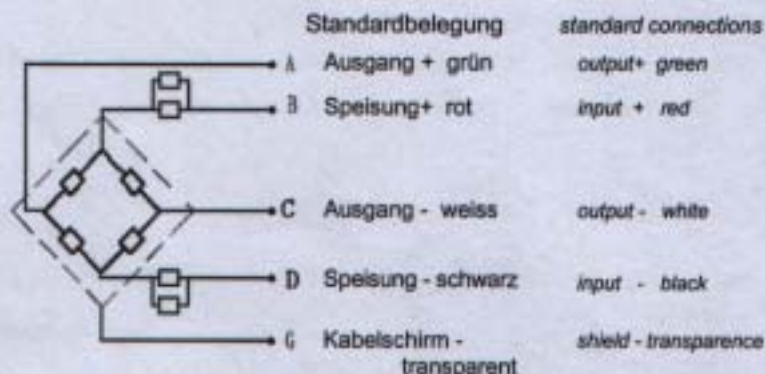 Standardbelegung standard connections
A Ausgang + grün output+ green
B Speisung+ rot input + red
C Ausgang - weiss output - white
D Speisung - schwarz input - black
G Kabelschirm - shield - transparence
transparent